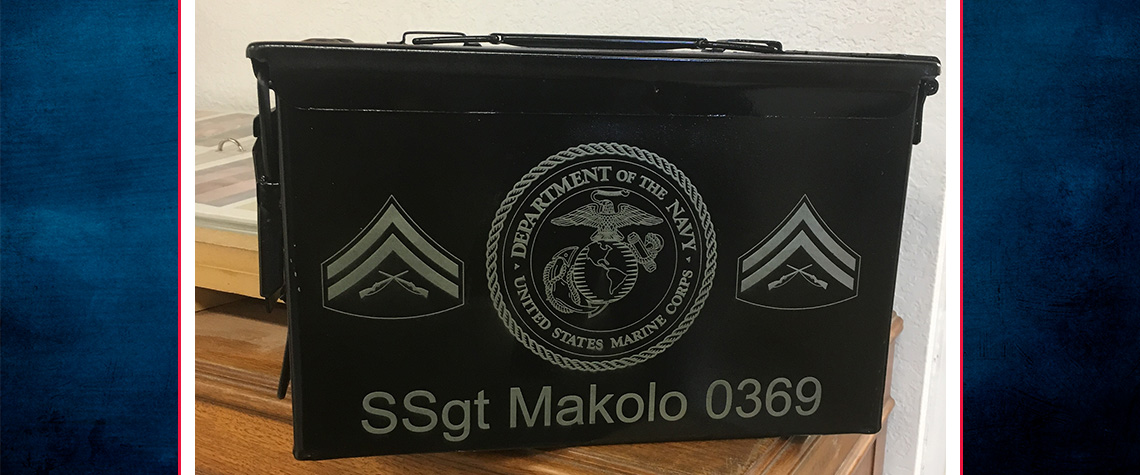 DEPARTMENT OF THE NAVY
UNITED STATES MARINE CORPS
SSgt Makolo 0369